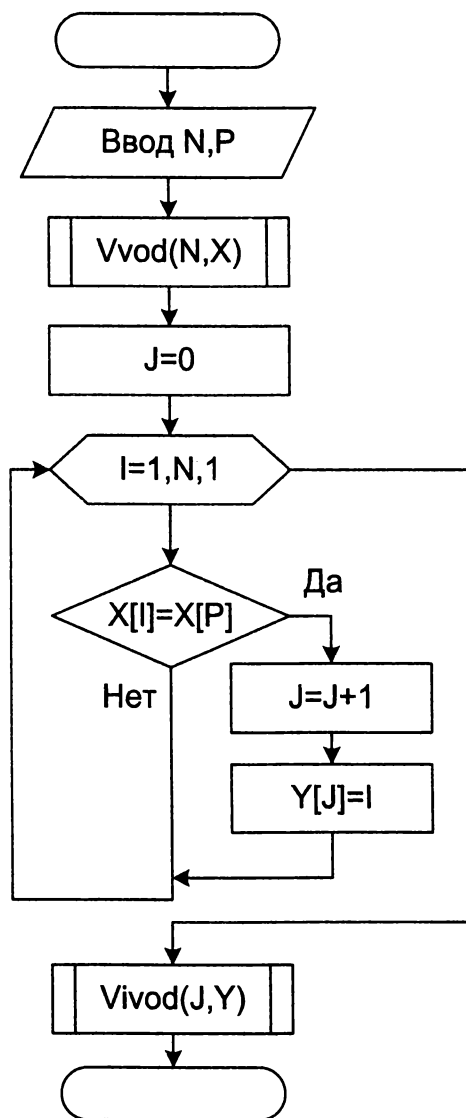 Ввод N,P
Vvod(N,X)
J=0
I=1,N,1
X[I]=X[P]
Да
Нет
J=J+1
Y[J]=I
Vivod(J,Y)